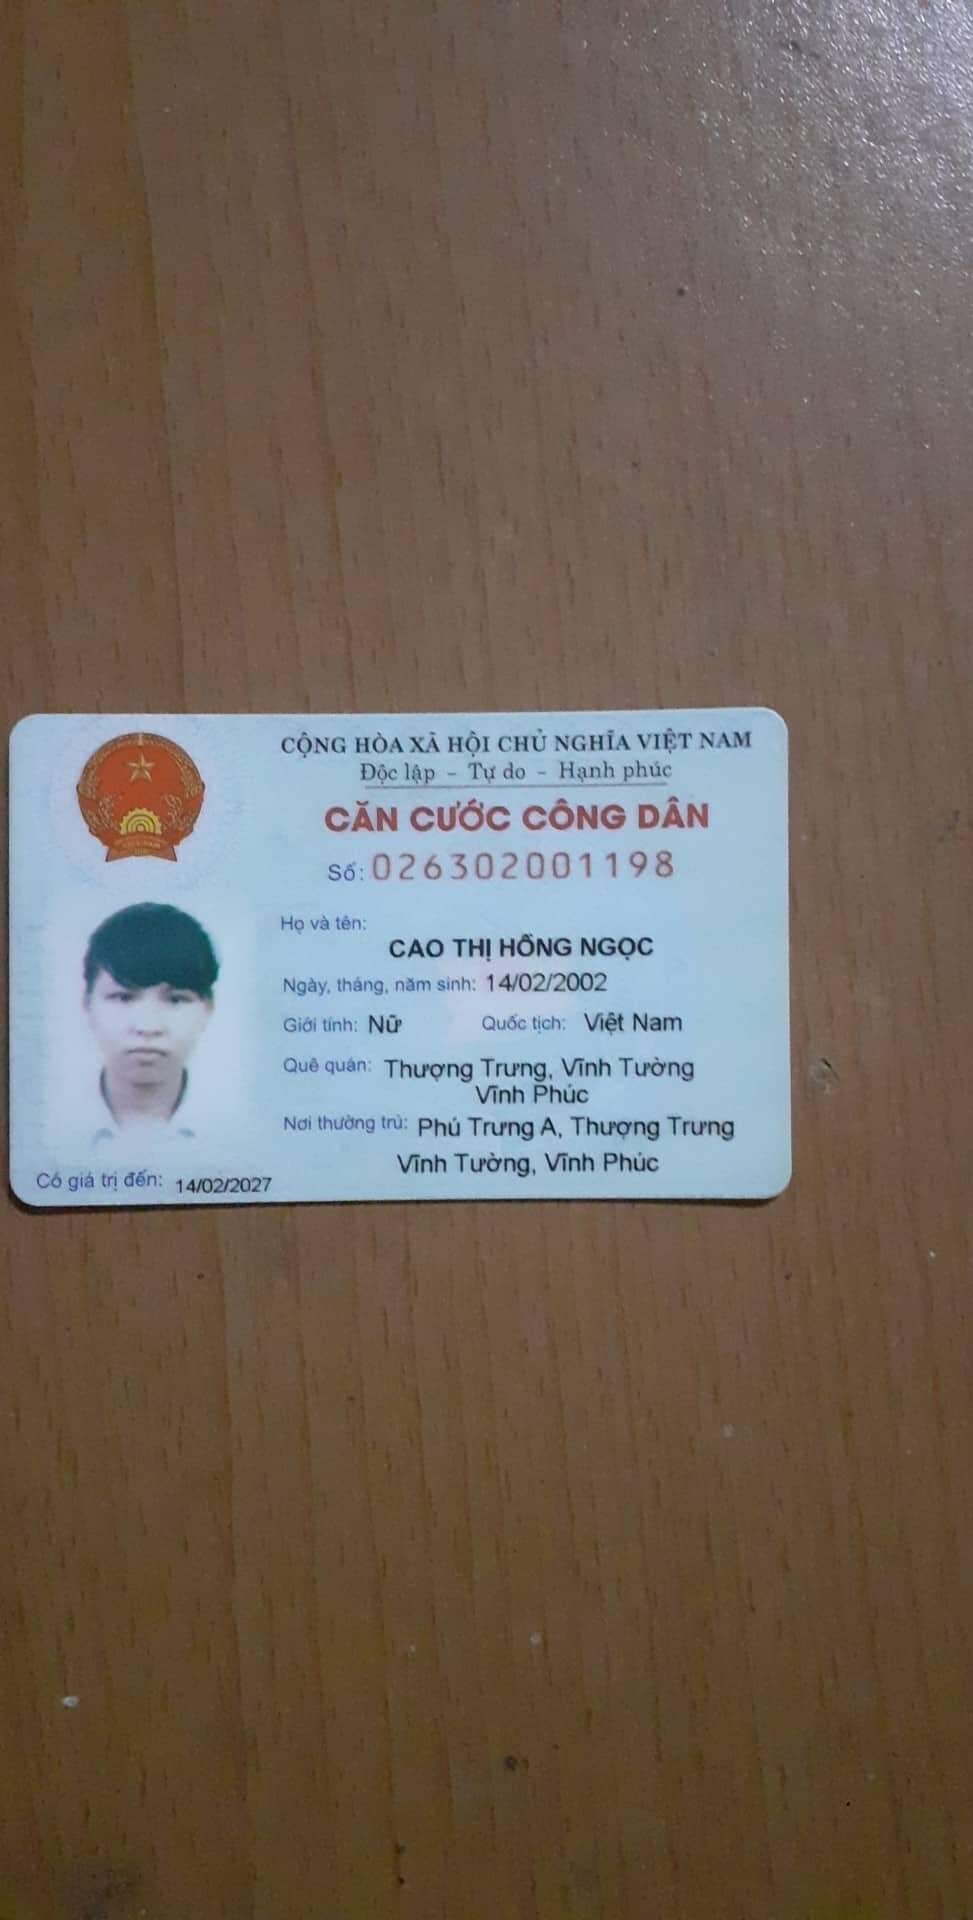 CỘNG HÒA XÃ HỘI CHỦ NGHĨA VIỆT NAM
Độc lập - Tự do - Hạnh phúc
CĂN CƯỚC CÔNG DÂN
Số: 026302001198
Họ và tên:
CAO THỊ HỒNG NGỌC
Ngày, tháng, năm sinh: 14/02/2002
Giới tính: Nữ Quốc tịch: Việt Nam
Quê quán: Thượng Trưng, Vĩnh Tường
Vĩnh Phúc
Nơi thường trú: Phú Trưng A, Thượng Trưng
Vĩnh Tường, Vĩnh Phúc
Có giá trị đến: 14/02/2027